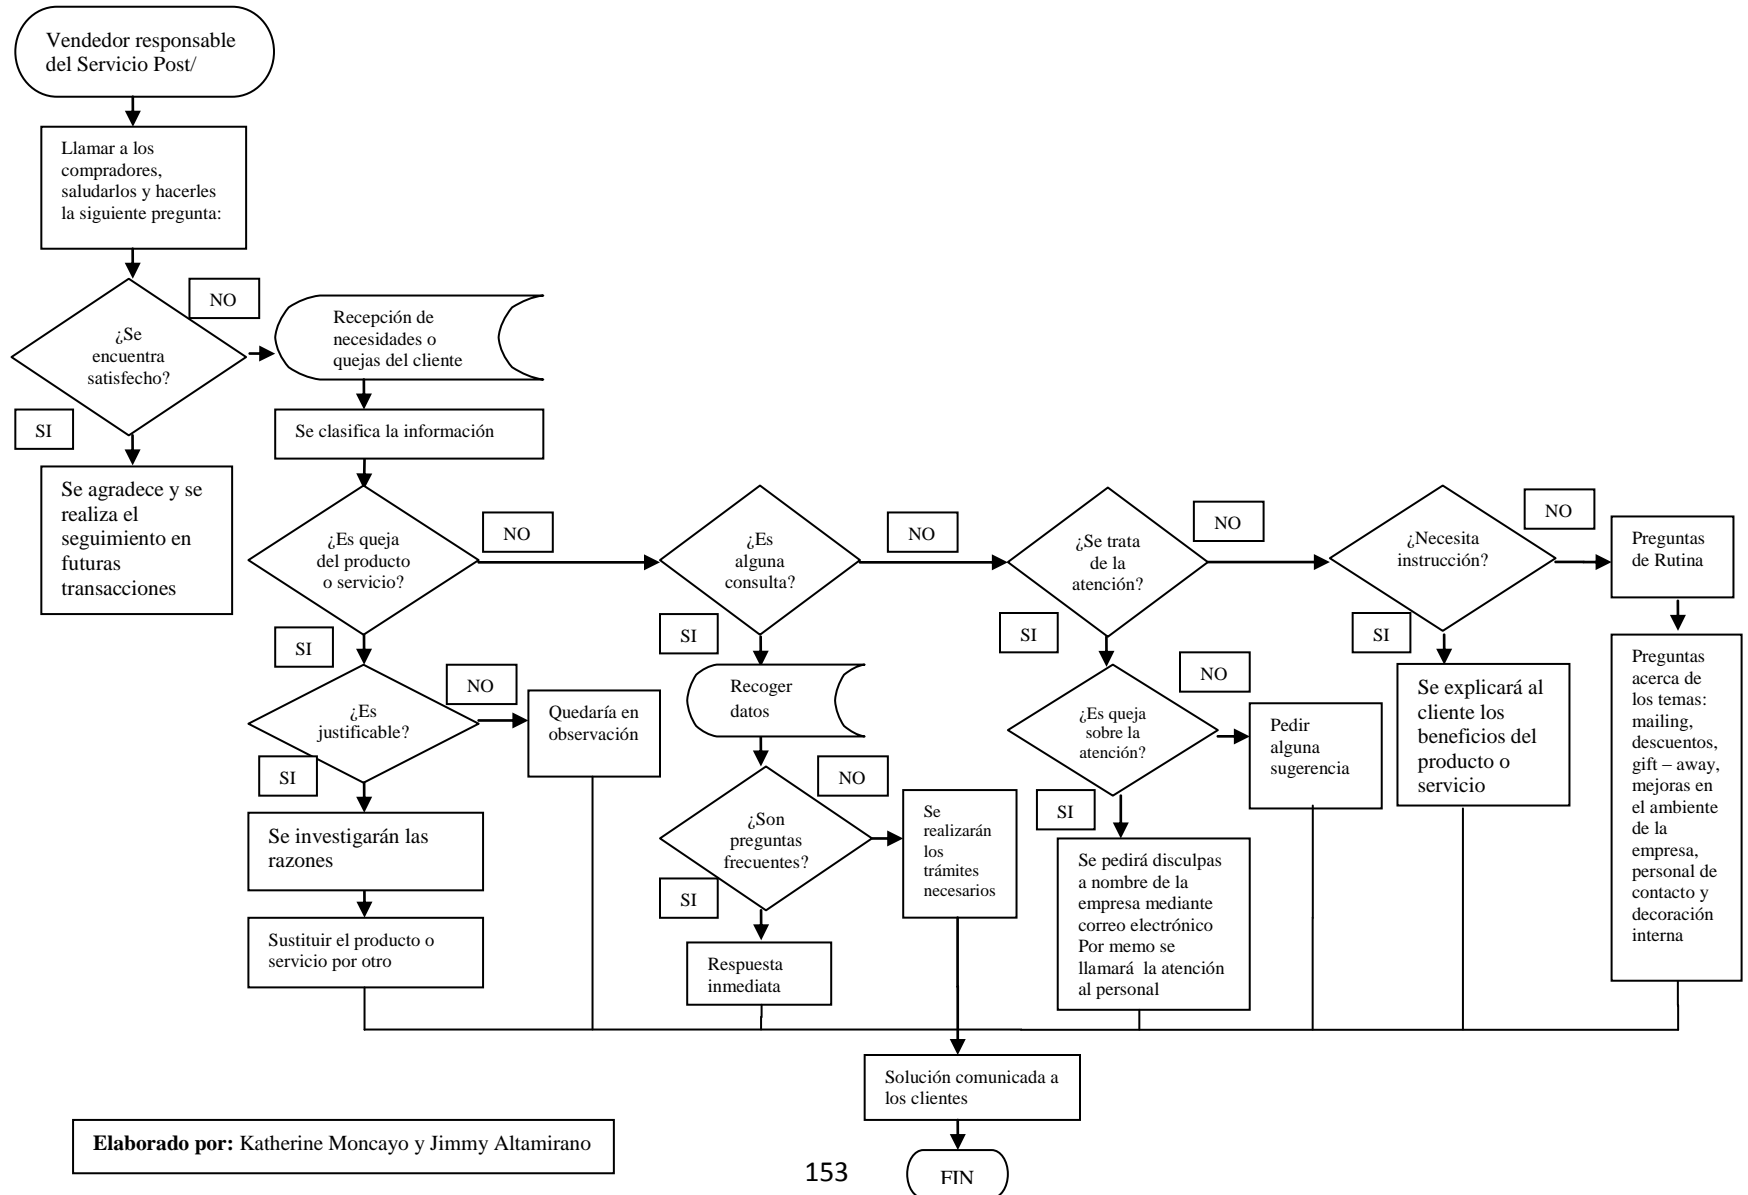 Vendedor responsable
del Servicio Post/
Llamar a los
compradores,
saludarlos y hacerles
la siguiente pregunta:
NO
¿Se
encuentra
satisfecho?
SI
Se agradece y se
realiza el
seguimiento en
futuras
transacciones
Recepción de
necesidades o
quejas del cliente
Se clasifica la información
¿Es queja
del producto
o servicio?
NO
SI
¿Es
justificable?
NO
Quedaría en
observación
SI
Se investigarán las
razones
Sustituir el producto o
servicio por otro
¿Es
alguna
consulta?
NO
SI
Recoger
datos
NO
¿Son
preguntas
frecuentes?
SI
Se
realizarán
los
trámites
necesarios
Respuesta
inmediata
¿Se trata
de la
atención?
NO
SI
NO
¿Es queja
sobre la
atención?
Pedir
alguna
sugerencia
SI
Se pedirá disculpas
a nombre de la
empresa mediante
correo electrónico
Por memo se
llamará  la atención
al personal
¿Necesita
instrucción?
NO
SI
Se explicará al
cliente los
beneficios del
producto o
servicio
Preguntas
de Rutina
Preguntas
acerca de
los temas:
mailing,
descuentos,
gift – away,
mejoras en
el ambiente
de la
empresa,
personal de
contacto y
decoración
interna
Solución comunicada a
los clientes
FIN
Elaborado por: Katherine Moncayo y Jimmy Altamirano
153